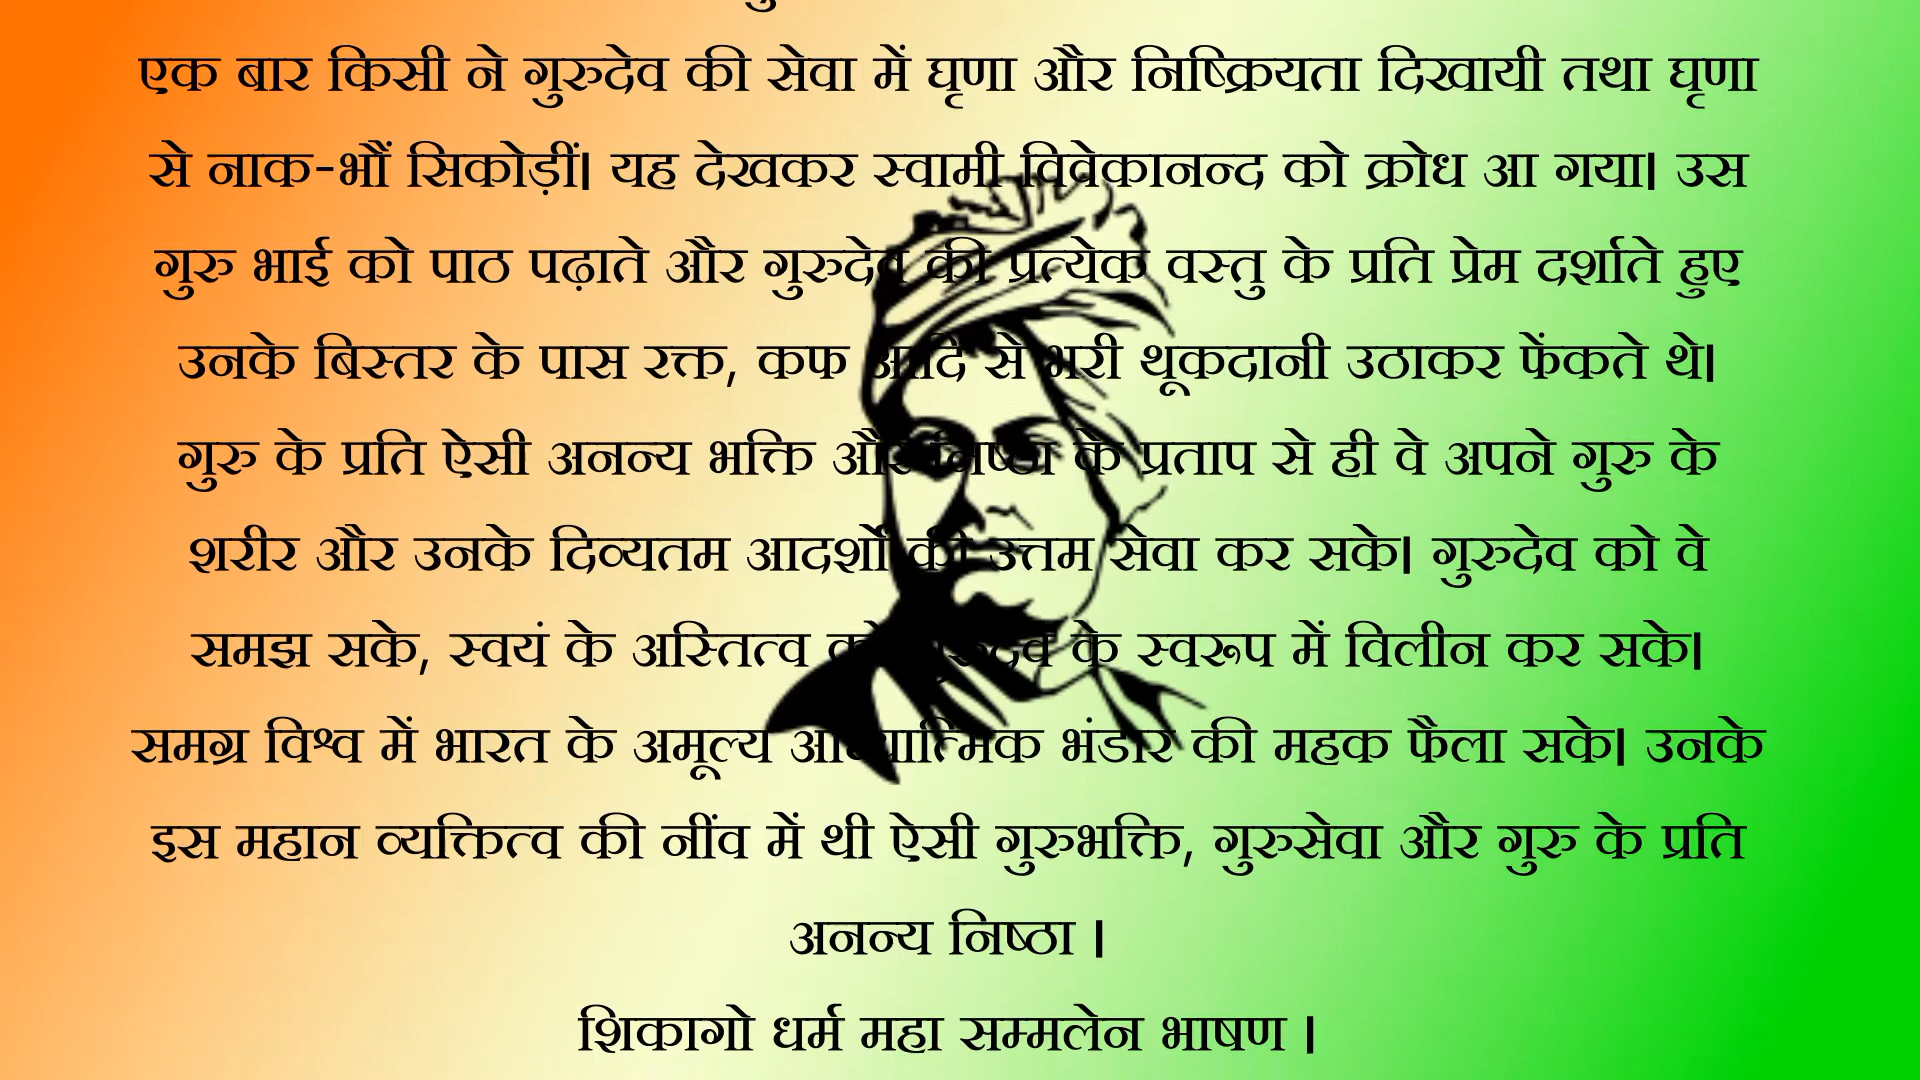 एक बार किसी ने गुरुदेव की सेवा में घृणा और निष्क्रियता दिखायी तथा घृणा
से नाक-भौं सिकोड़ीं। यह देखकर स्वामी विवेकानन्द को क्रोध आ गया। उस
गुरु भाई को पाठ पढ़ाते और गुरुदेव की प्रत्येक वस्तु के प्रति प्रेम दर्शाते हुए
उनके बिस्तर के पास रक्त, कफ आदि से भरी थूकदानी उठाकर फेंकते थे।
गुरु के प्रति ऐसी अनन्य भक्ति और निष्ठा के प्रताप से ही वे अपने गुरु के
शरीर और उनके दिव्यतम आदर्शों की उत्तम सेवा कर सके। गुरुदेव को वे
समझ सके, स्वयं के अस्तित्व को गुरुदेव के स्वरूप में विलीन कर सके।
समग्र विश्व में भारत के अमूल्य आध्यात्मिक भंडार की महक फैला सके। उनके
इस महान व्यक्तित्व की नींव में थी ऐसी गुरुभक्ति, गुरुसेवा और गुरु के प्रति
अनन्य निष्ठा ।
शिकागो धर्म महा सम्मलेन भाषण ।